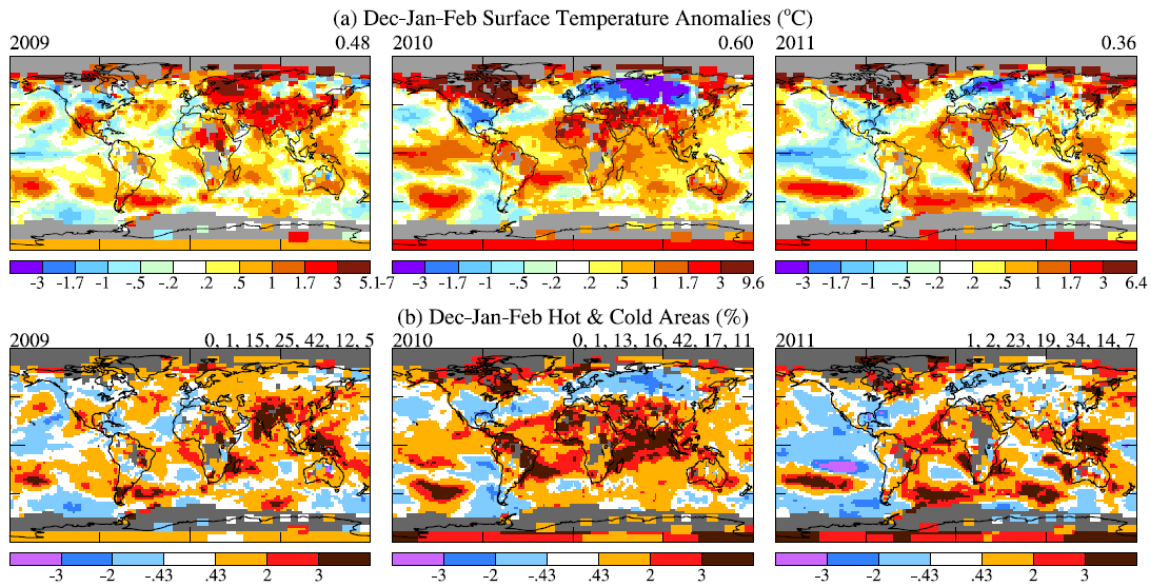 (a) Dec-Jan-Feb Surface Temperature Anomalies (°C)
2009 0.48 2010 0.60 2011 0.36
-3 -1.7 -1 -.5 -.2 .2 .5 1 1.7 3 5.1 -7 -3 -1.7 -1 -.5 -.2 .2 .5 1 1.7 3 9.6 -3 -1.7 -1 -.5 -.2 .2 .5 1 1.7 3 6.4
(b) Dec-Jan-Feb Hot & Cold Areas (%)
2009 0, 1, 15, 25, 42, 12, 5 2010 0, 1, 13, 16, 42, 17, 11 2011 1, 2, 23, 19, 34, 14, 7
-3 -2 -.43 .43 2 3 -3 -2 -.43 .43 2 3 -3 -2 -.43 .43 2 3